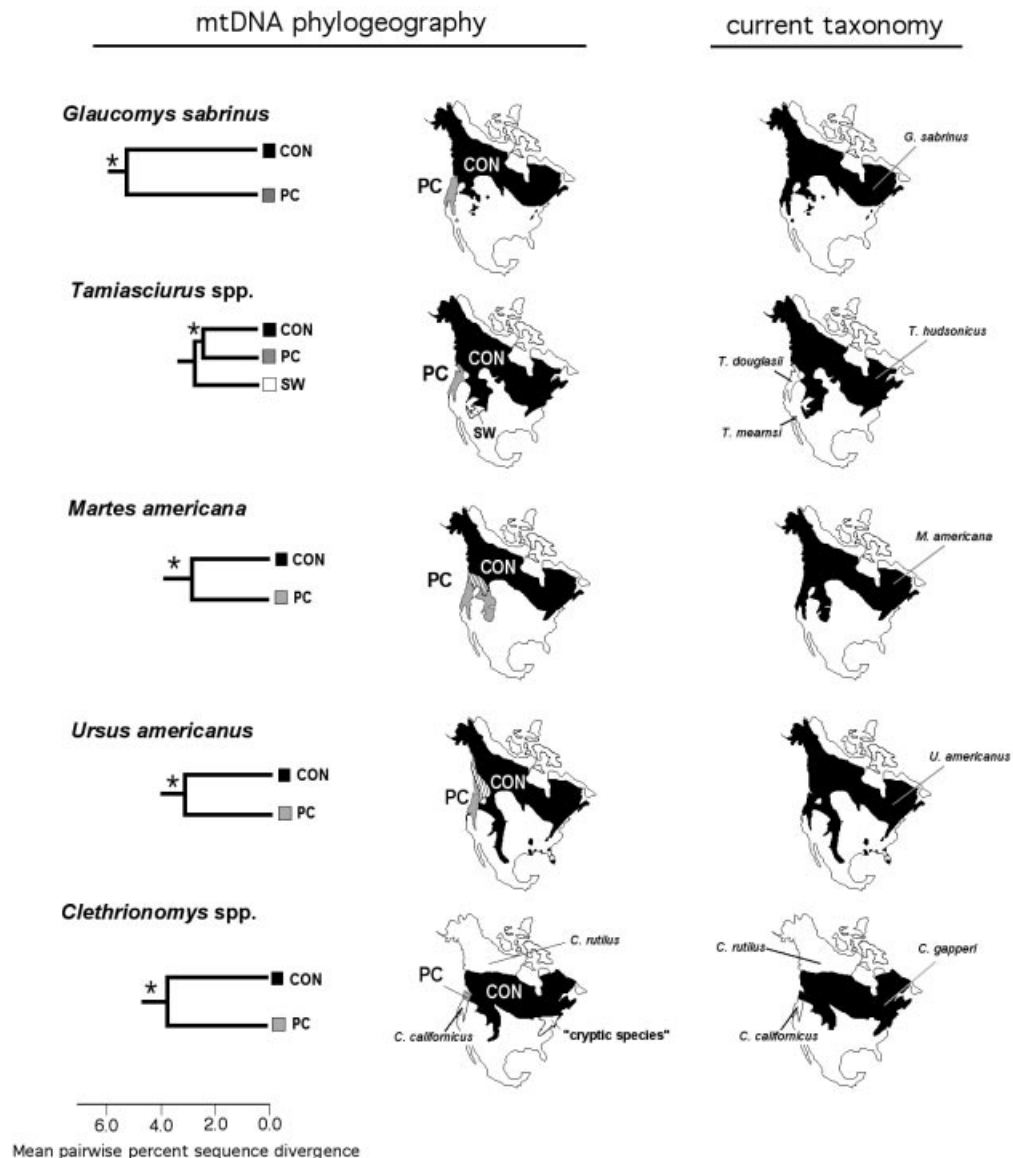 mtDNA phylogeography
current taxonomy
Glaucomys sabrinus
*
CON
PC
CON
PC
G. sabrinus
Tamiasciurus spp.
*
CON
PC
SW
CON
PC
SW
T. hudsonicus
T. douglasii
T. mearnsi
Martes americana
*
CON
PC
CON
PC
M. americana
Ursus americanus
*
CON
PC
CON
PC
U. americanus
Clethrionomys spp.
*
CON
PC
C. rutilus
PC
CON
C. californicus
"cryptic species"
C. rutilus
C. gapperi
C. californicus
6.0 4.0 2.0 0.0
Mean pairwise percent sequence divergence